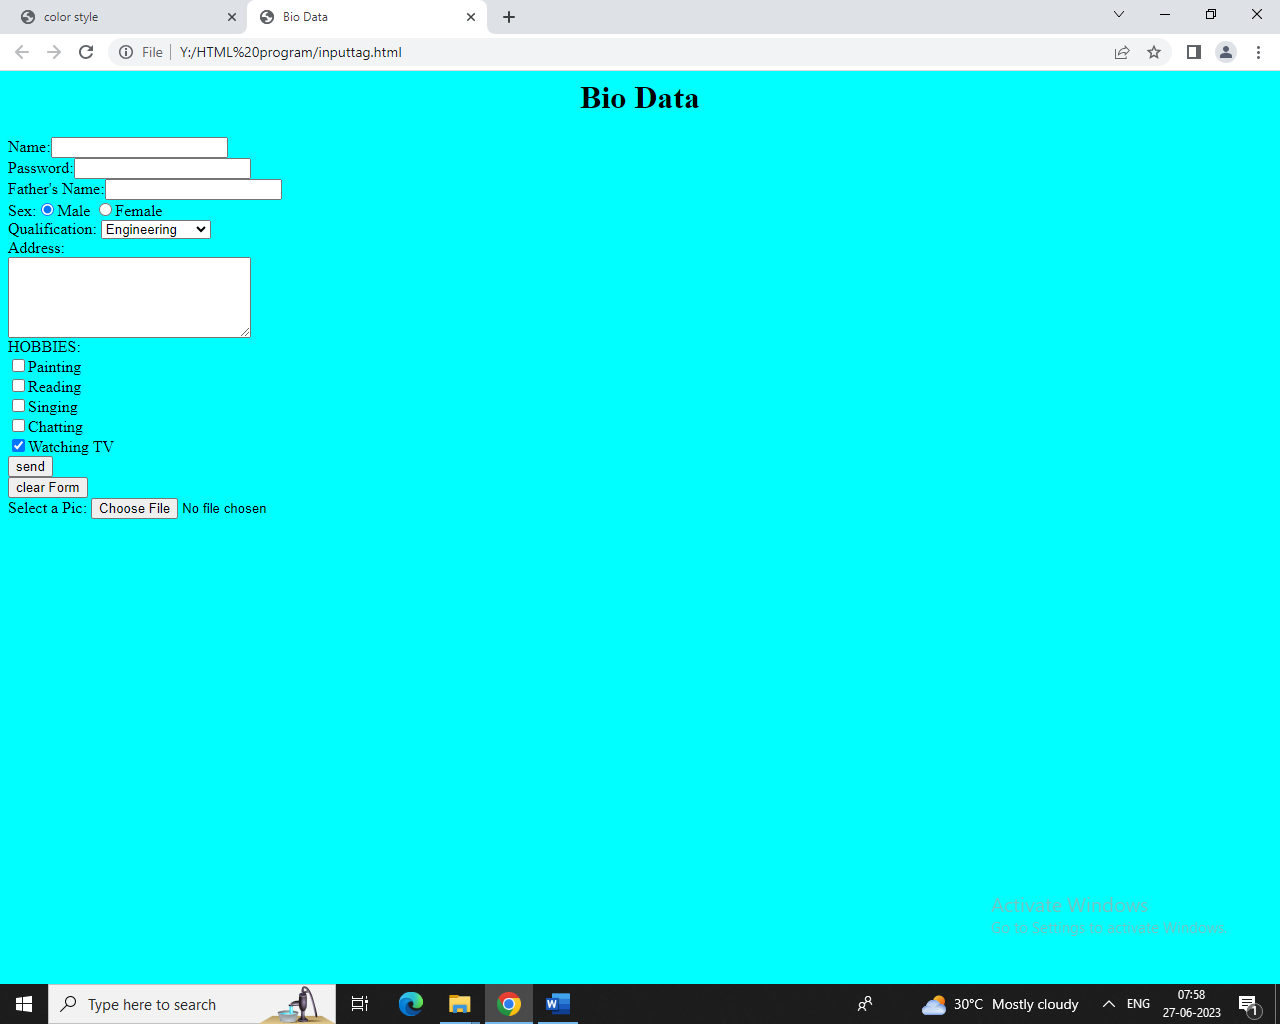 color style
Bio Data
File
Y:/HTML%20program/inputtag.html
Bio Data
Name:
Password:
Father's Name:
Sex: Male Female
Qualification: Engineering
Address:
HOBBIES:
Painting
Reading
Singing
Chatting
Watching TV
send
clear Form
Select a Pic: Choose File No file chosen
Activate Windows
Go to Settings to activate Windows.
Type here to search
W
30°C Mostly cloudy
ENG
07:58
27-06-2023
1